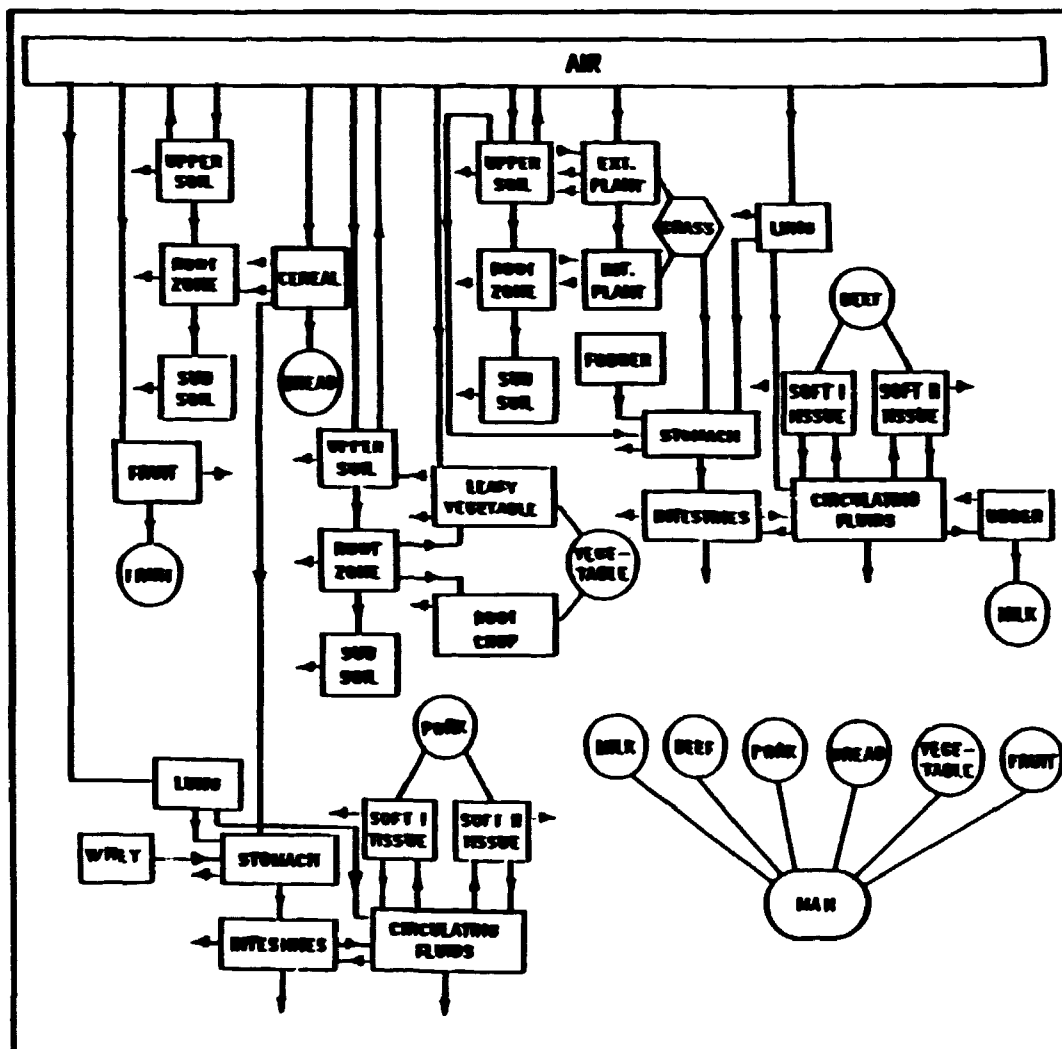 AIR
UPPER
SOIL
ROOT
ZONE
SUB
SOIL
CEREAL
BREAD
FRUIT
FRUIT
UPPER
SOIL
ROOT
ZONE
SUB
SOIL
LEAFY
VEGETABLE
ROOT
CROP
VEGE-
TABLE
UPPER
SOIL
ROOT
ZONE
SUB
SOIL
EXT.
PLANT
INT.
PLANT
GRASS
FODDER
STOMACH
INTESTINES
LUNG
BEEF
SOFT I
TISSUE
SOFT II
TISSUE
CIRCULATING
FLUIDS
UDDER
MILK
LUNG
WHEY
STOMACH
INTESTINES
PORK
SOFT I
TISSUE
SOFT II
TISSUE
CIRCULATING
FLUIDS
MILK
BEEF
PORK
BREAD
VEGE-
TABLE
FRUIT
MAN